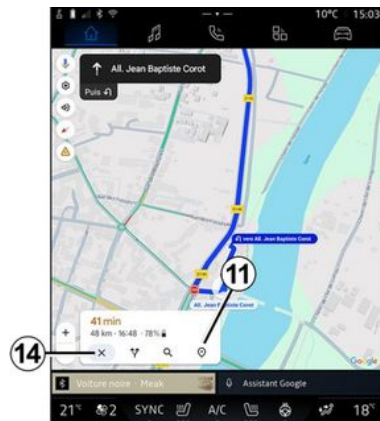 10°C 15:03
All. Jean Baptiste Corot
Puis
vers All. Jean Baptiste Corot
All. Jean Baptiste Corot
11
41 min
48 km · 16:48 · 78%
14
+
Google
Voiture noire · Meak
Assistant Google
21° 2 SYNC A/C 18°